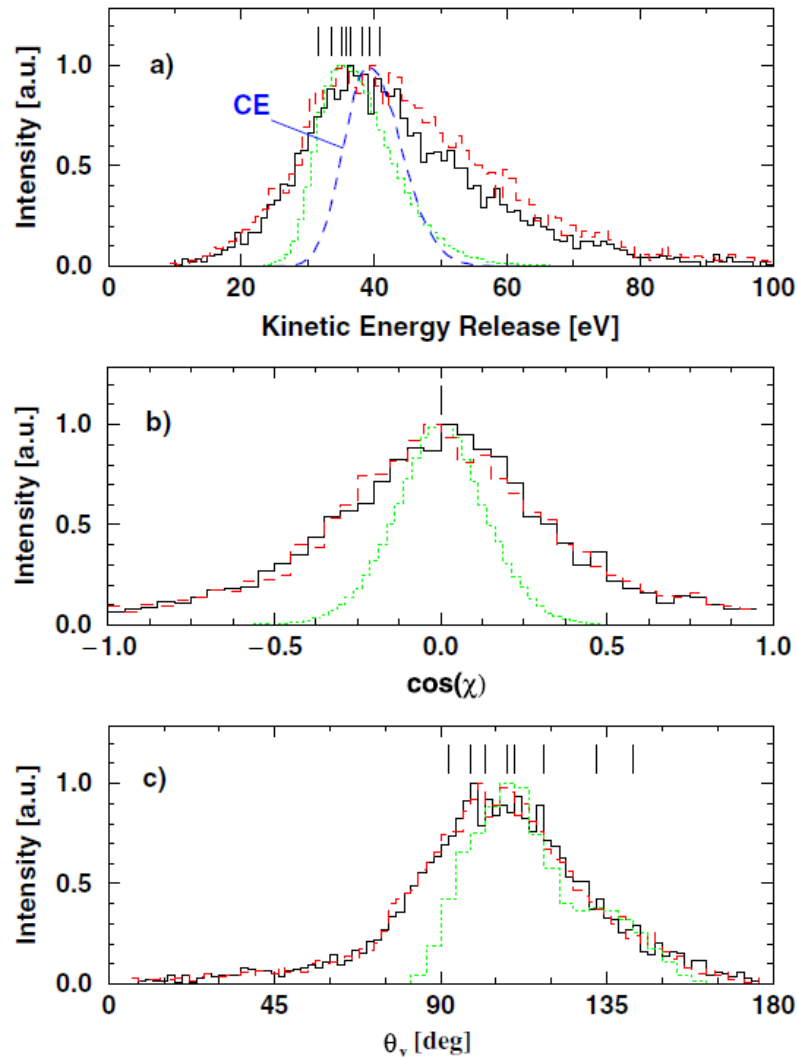 a)
CE
Intensity [a.u.]
1.0
0.5
0.0
0 20 40 60 80 100
Kinetic Energy Release [eV]
b)
Intensity [a.u.]
1.0
0.5
0.0
−1.0 −0.5 0.0 0.5 1.0
cos(χ)
c)
Intensity [a.u.]
1.0
0.5
0.0
0 45 90 135 180
θv [deg]